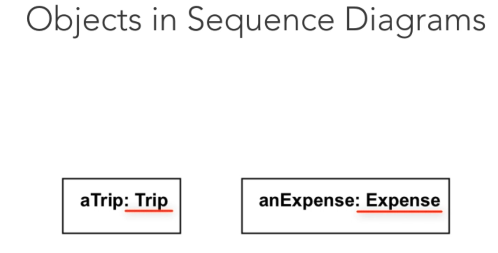 Objects in Sequence Diagrams
aTrip: Trip
anExpense: Expense